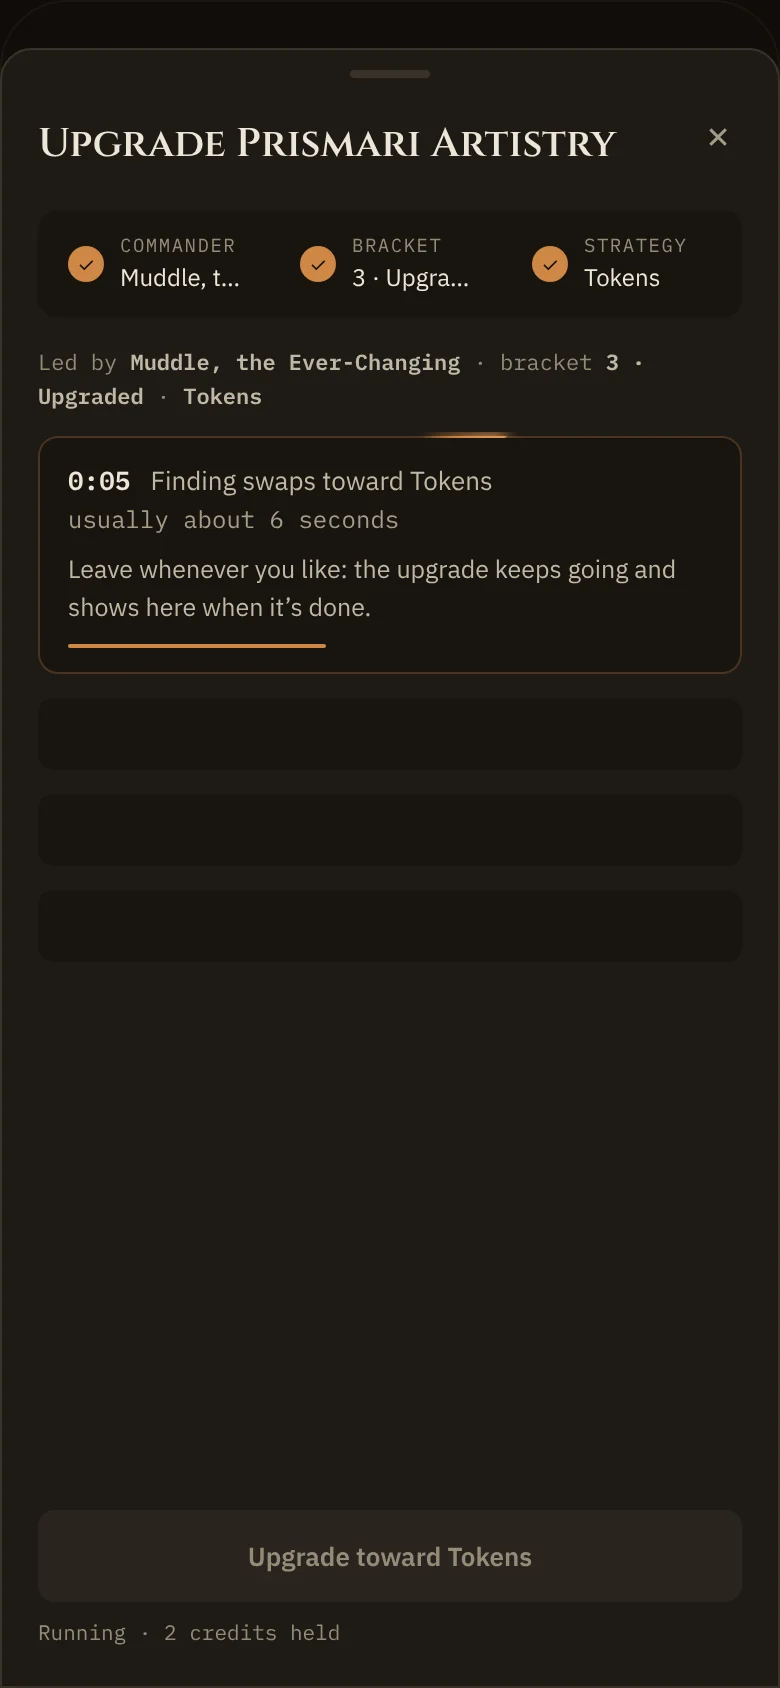 Upgrade Prismari Artistry
COMMANDER
Muddle, t...
BRACKET
3 · Upgra...
STRATEGY
Tokens
Led by Muddle, the Ever-Changing · bracket 3 ·
Upgraded · Tokens
0:05 Finding swaps toward Tokens
usually about 6 seconds
Leave whenever you like: the upgrade keeps going and
shows here when it’s done.
Upgrade toward Tokens
Running · 2 credits held